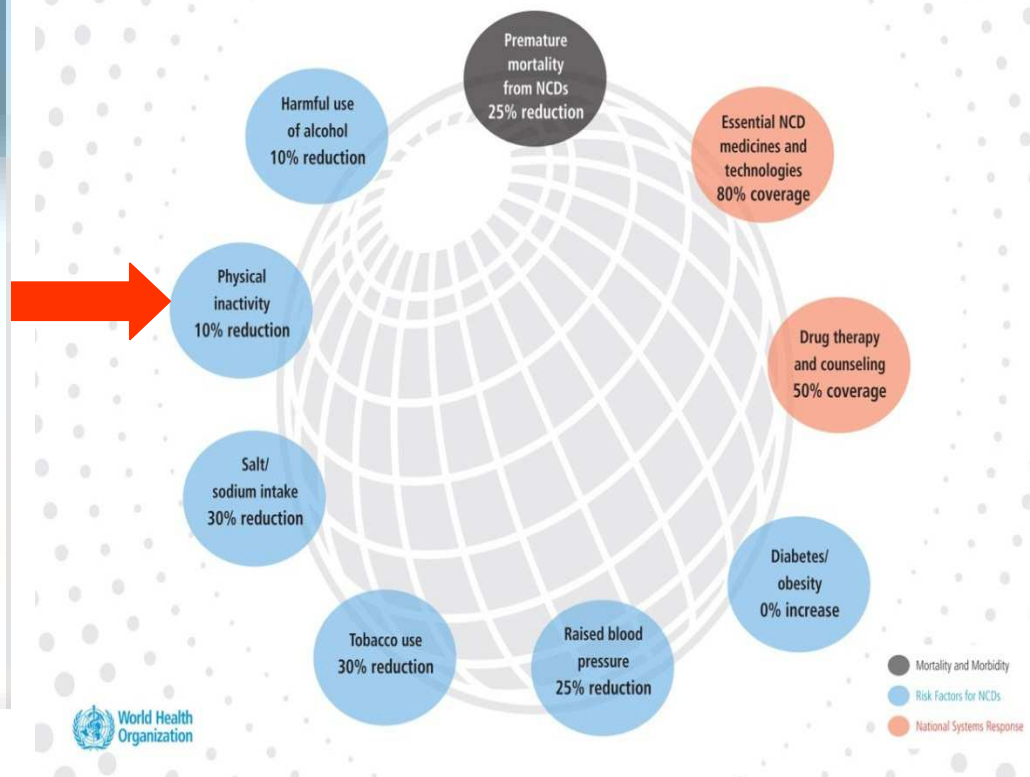 Premature
mortality
from NCDs
25% reduction
Harmful use
of alcohol
10% reduction
Essential NCD
medicines and
technologies
80% coverage
Physical
inactivity
10% reduction
Drug therapy
and counseling
50% coverage
Salt/
sodium intake
30% reduction
Diabetes/
obesity
0% increase
Tobacco use
30% reduction
Raised blood
pressure
25% reduction
Mortality and Morbidity
Risk Factors for NCDs
National Systems Response
World Health
Organization